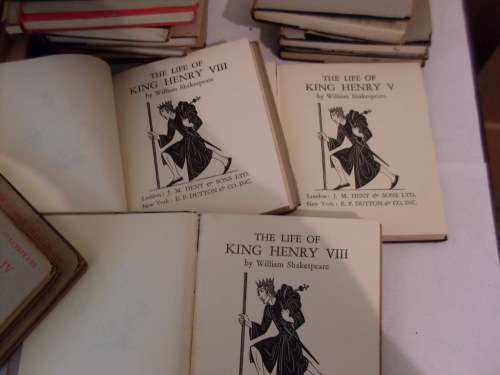 THE LIFE OF
KING HENRY VIII
by William Shakespeare
London: J. M. DENT & SONS LTD.
New York: E. P. DUTTON & CO. INC.
THE LIFE OF
KING HENRY V
by William Shakespeare
London: J. M. DENT & SONS LTD.
New York: E. P. DUTTON & CO. INC.
THE LIFE OF
KING HENRY VIII
by William Shakespeare